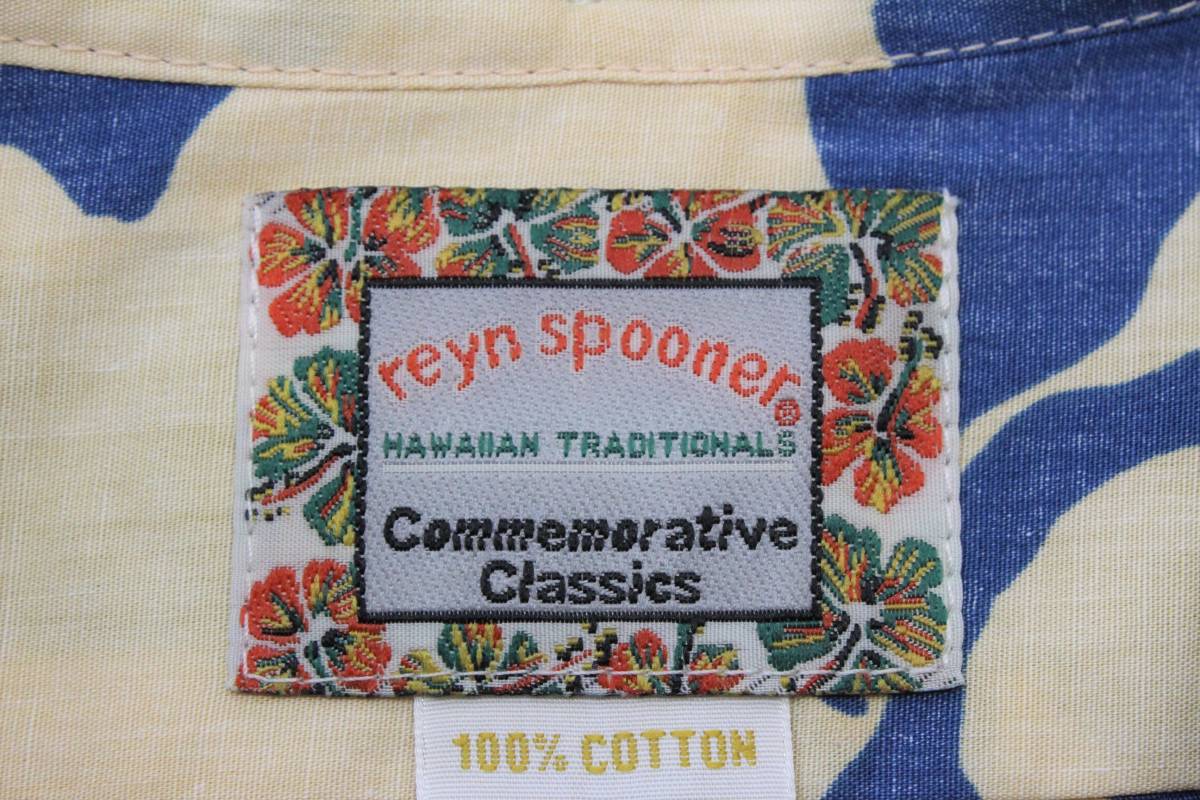 reyn spooner®
HAWAIIAN TRADITIONALS
Commemorative
Classics
100% COTTON